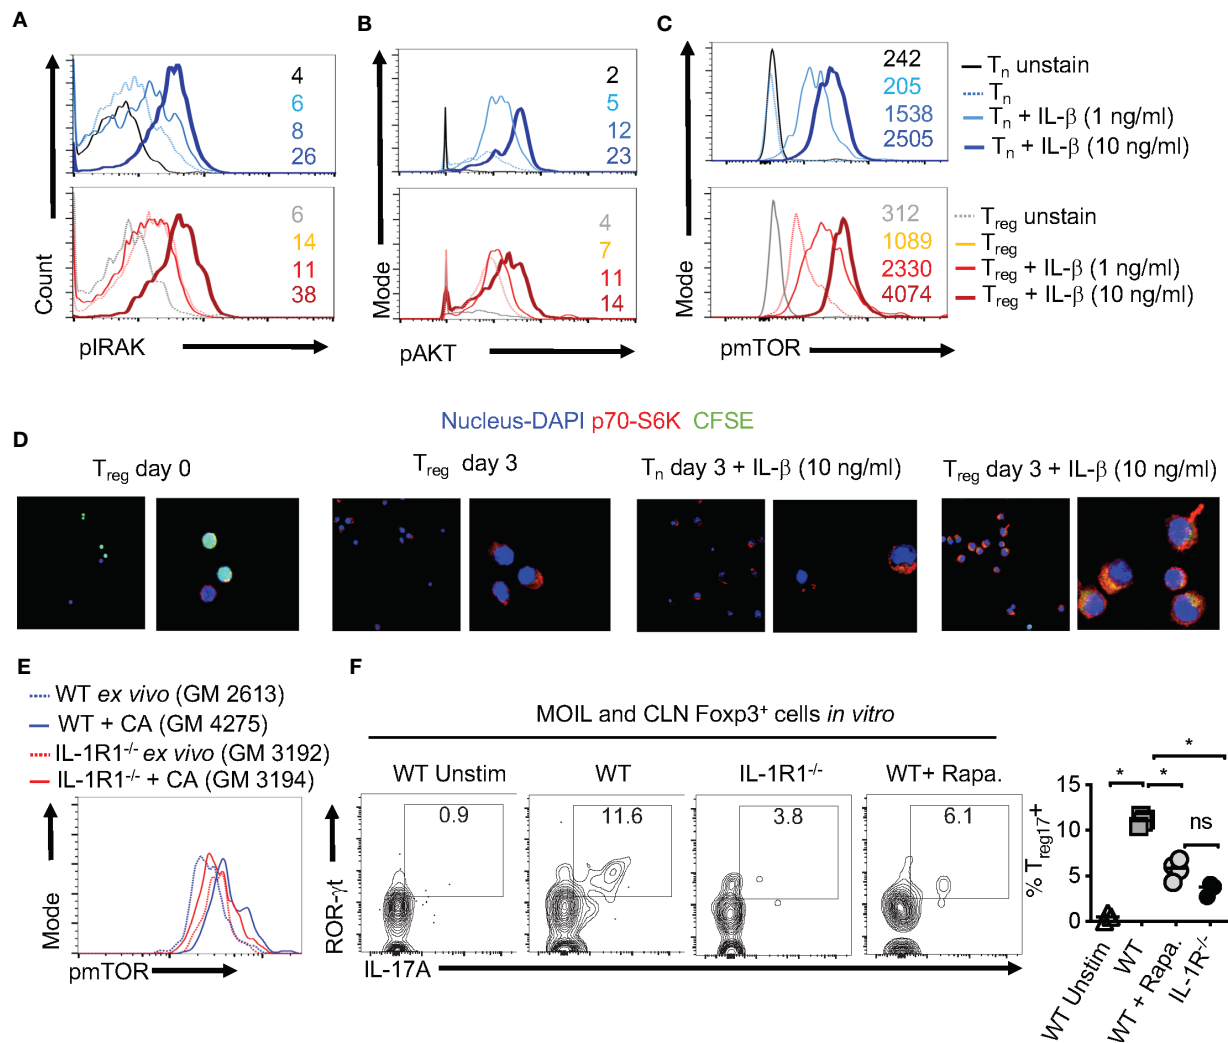 A
B
C
4
6
8
26
2
5
12
23
242
205
1538
2505
Tn unstain
Tn
Tn + IL-β (1 ng/ml)
Tn + IL-β (10 ng/ml)
6
14
11
38
4
7
11
14
312
1089
2330
4074
Treg unstain
Treg
Treg + IL-β (1 ng/ml)
Treg + IL-β (10 ng/ml)
Count
Mode
Mode
pIRAK
pAKT
pmTOR
Nucleus-DAPI p70-S6K CFSE
D
Treg day 0
Treg day 3
Tn day 3 + IL-β (10 ng/ml)
Treg day 3 + IL-β (10 ng/ml)
E
WT ex vivo (GM 2613)
WT + CA (GM 4275)
IL-1R1-/- ex vivo (GM 3192)
IL-1R1-/- + CA (GM 3194)
Mode
pmTOR
F
MOIL and CLN Foxp3+ cells in vitro
WT Unstim
WT
IL-1R1-/-
WT+ Rapa.
0.9
11.6
3.8
6.1
ROR-γt
IL-17A
% Treg17+
15
10
5
0
*
*
*
ns
WT Unstim
WT
WT + Rapa.
IL-1R-/-